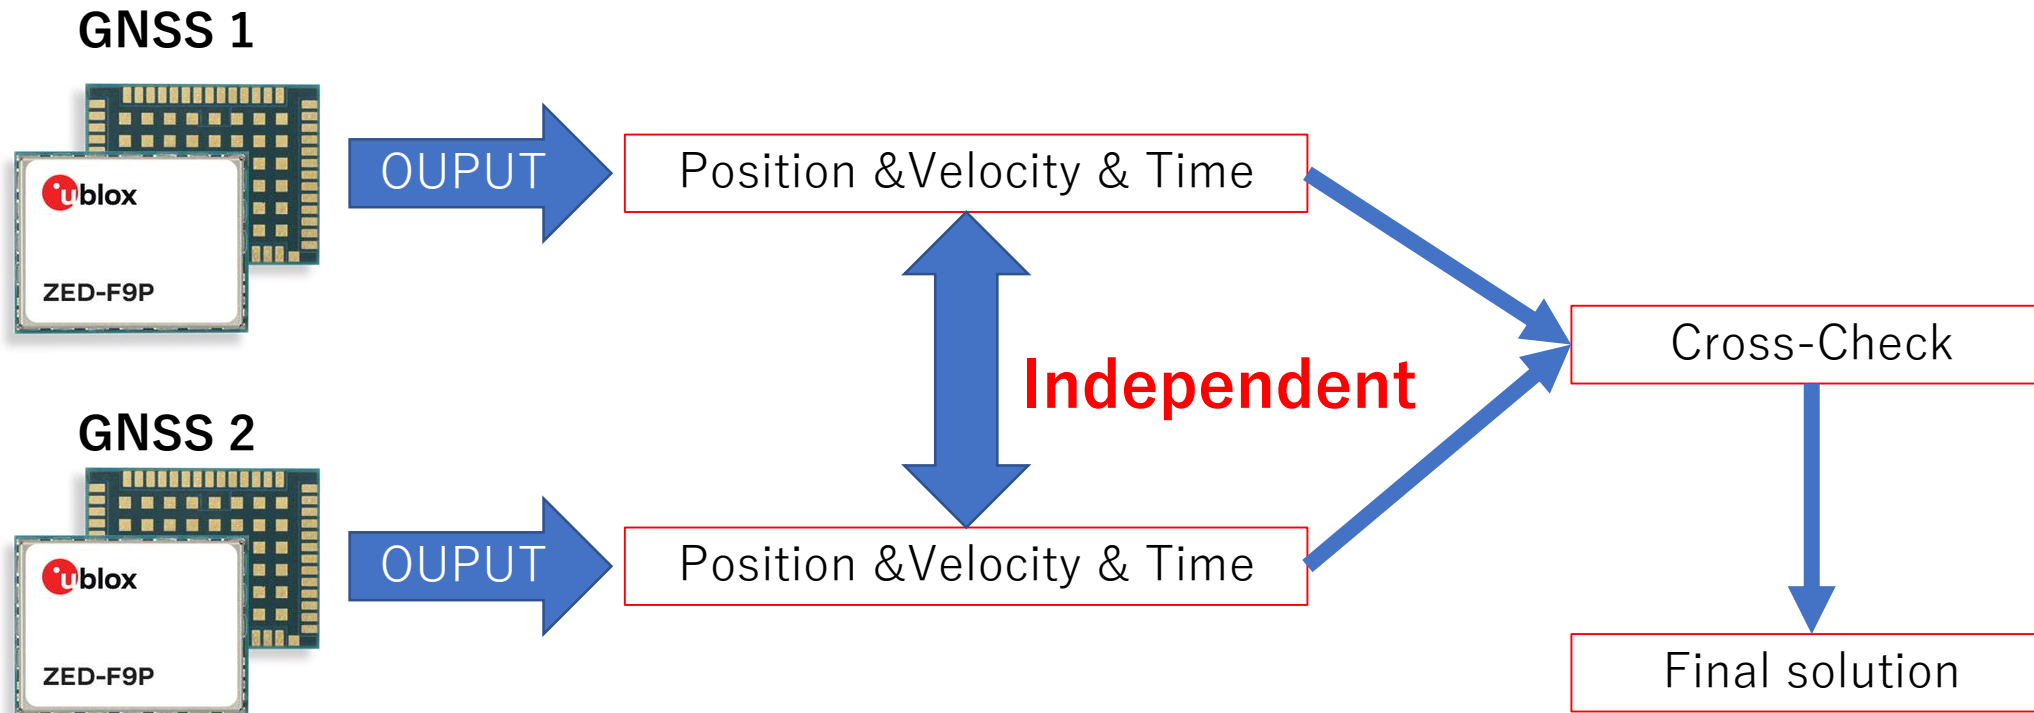 GNSS 1
ublox
ZED-F9P
OUPUT
Position &Velocity & Time
Independent
Cross-Check
GNSS 2
ublox
ZED-F9P
OUPUT
Position &Velocity & Time
Final solution